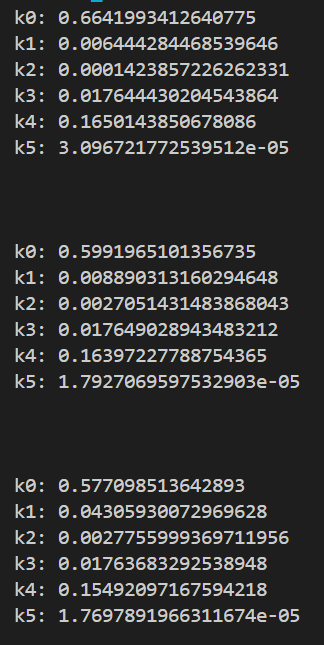 k0: 0.6641993412640775
k1: 0.006444284468539646
k2: 0.0001423857226262331
k3: 0.017644430204543864
k4: 0.1650143850678086
k5: 3.096721772539512e-05
k0: 0.5991965101356735
k1: 0.008890313160294648
k2: 0.0027051431483868043
k3: 0.017649028943483212
k4: 0.16397227788754365
k5: 1.7927069597532903e-05
k0: 0.577098513642893
k1: 0.04305930072969628
k2: 0.0027755999369711956
k3: 0.01763683292538948
k4: 0.15492097167594218
k5: 1.7697891966311674e-05